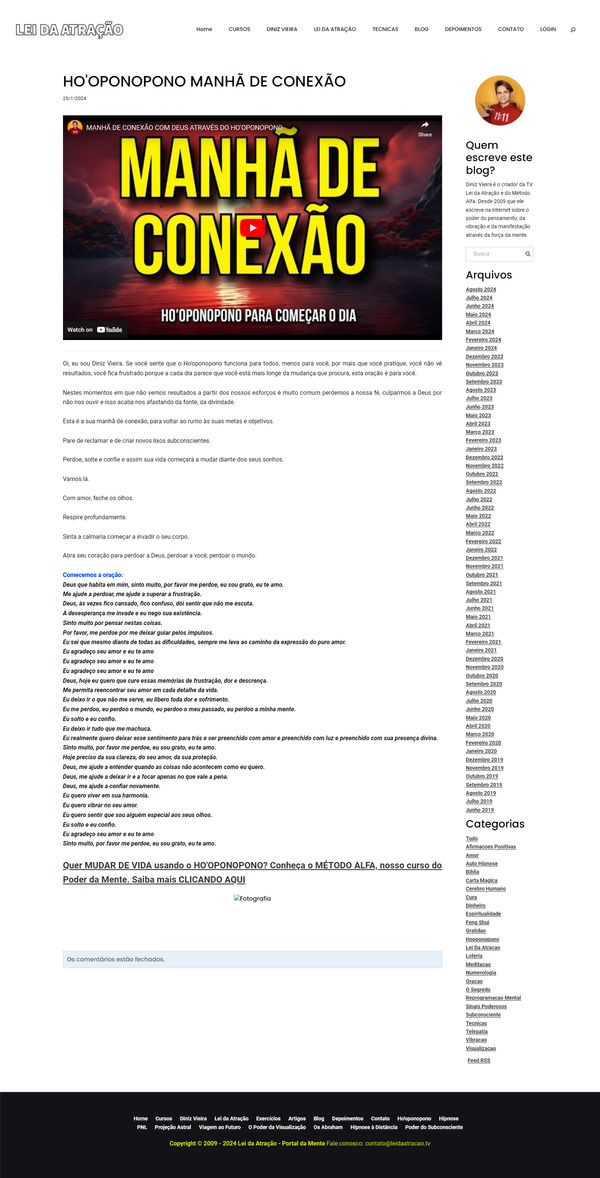 LEI DA ATRAÇÃO
Home CURSOS DINIZ VIEIRA LEI DA ATRAÇÃO TECNICAS BLOG DEPOIMENTOS CONTATO LOGIN
HO'OPONOPONO MANHÃ DE CONEXÃO
25/1/2024
MANHÃ DE CONEXÃO COM DEUS ATRAVÉS DO HO'OPONOPONO
Share
MANHÃ DE
CONEXÃO
HO'OPONOPONO PARA COMEÇAR O DIA
Watch on YouTube
Oi, eu sou Diniz Vieira. Se você sente que o Ho'oponopono funciona para todos, menos para você, por mais que você pratique, você não vê
resultados, você fica frustrado porque a cada dia parece que você está mais longe da mudança que procura, esta oração é para você.
Nestes momentos em que não vemos resultados a partir dos nossos esforços é muito comum perdemos a nossa fé, culparmos a Deus por
não nos ouvir e isso acaba nos afastando da fonte, da divindade.
Esta é a sua manhã de conexão, para voltar ao rumo às suas metas e objetivos.
Pare de reclamar e de criar novos lixos subconscientes.
Perdoe, solte e confie e assim sua vida começará a mudar diante dos seus sonhos.
Vamos lá.
Com amor, feche os olhos.
Respire profundamente.
Sinta a calmaria começar a invadir o seu corpo.
Abra seu coração para perdoar a Deus, perdoar a você, perdoar o mundo.
Comecemos a oração:
Deus que habita em mim, sinto muito, por favor me perdoe, eu sou grato, eu te amo.
Me ajude a perdoar, me ajude a superar a frustração.
Deus, às vezes fico cansado, fico confuso, dói sentir que não me escuta.
A desesperança me invade e eu nego sua existência.
Sinto muito por pensar nestas coisas.
Por favor, me perdoe por me deixar guiar pelos impulsos.
Eu sei que mesmo diante de todas as dificuldades, sempre me leva ao caminho da expressão do puro amor.
Eu agradeço seu amor e eu te amo
Eu agradeço seu amor e eu te amo
Eu agradeço seu amor e eu te amo
Deus, hoje eu quero que cure essas memórias de frustração, dor e descrença.
Me permita reencontrar seu amor em cada detalhe da vida.
Eu deixo ir o que não me serve, eu libero toda dor e sofrimento.
Eu me perdoo, eu perdoo o mundo, eu perdoo o meu passado, eu perdoo a minha mente.
Eu solto e eu confio.
Eu deixo ir tudo que me machuca.
Eu realmente quero deixar esse sentimento para trás e ser preenchido com amor e preenchido com luz e preenchido com sua presença divina.
Sinto muito, por favor me perdoe, eu sou grato, eu te amo.
Hoje preciso da sua clareza, do seu amor, da sua proteção.
Deus, me ajude a entender quando as coisas não acontecem como eu quero.
Deus, me ajude a deixar ir e a focar apenas no que vale a pena.
Deus, me ajude a confiar novamente.
Eu quero viver em sua harmonia.
Eu quero vibrar no seu amor.
Eu quero sentir que sou alguém especial aos seus olhos.
Eu solto e eu confio.
Eu agradeço seu amor e eu te amo
Sinto muito, por favor me perdoe, eu sou grato, eu te amo.
Quer MUDAR DE VIDA usando o HO'OPONOPONO? Conheça o MÉTODO ALFA, nosso curso do
Poder da Mente. Saiba mais CLICANDO AQUI
Fotografia
Os comentários estão fechados.
11:11
Quem
escreve este
blog?
Diniz Vieira é o criador da TV
Lei da Atração e do Método
Alfa. Desde 2009 que ele
escreve na Internet sobre o
poder do pensamento, da
vibração e da manifestação
através da força da mente.
Busca
Arquivos
Agosto 2024
Julho 2024
Junho 2024
Maio 2024
Abril 2024
Março 2024
Fevereiro 2024
Janeiro 2024
Dezembro 2023
Novembro 2023
Outubro 2023
Setembro 2023
Agosto 2023
Julho 2023
Junho 2023
Maio 2023
Abril 2023
Março 2023
Fevereiro 2023
Janeiro 2023
Dezembro 2022
Novembro 2022
Outubro 2022
Setembro 2022
Agosto 2022
Julho 2022
Junho 2022
Maio 2022
Abril 2022
Março 2022
Fevereiro 2022
Janeiro 2022
Dezembro 2021
Novembro 2021
Outubro 2021
Setembro 2021
Agosto 2021
Julho 2021
Junho 2021
Maio 2021
Abril 2021
Março 2021
Fevereiro 2021
Janeiro 2021
Dezembro 2020
Novembro 2020
Outubro 2020
Setembro 2020
Agosto 2020
Julho 2020
Junho 2020
Maio 2020
Abril 2020
Março 2020
Fevereiro 2020
Janeiro 2020
Dezembro 2019
Novembro 2019
Outubro 2019
Setembro 2019
Agosto 2019
Julho 2019
Junho 2019
Categorias
Tudo
Afirmacoes Positivas
Amor
Auto Hipnose
Biblia
Carta Magica
Cerebro Humano
Cura
Dinheiro
Espiritualidade
Feng Shui
Gratidao
Hooponopono
Lei Da Atracao
Loteria
Meditacao
Numerologia
Oracao
O Segredo
Reprogramacao Mental
Sinais Poderosos
Subconsciente
Tecnicas
Telepatia
Vibracao
Visualizacao
Feed RSS
Home Cursos Diniz Vieira Lei da Atração Exercícios Artigos Blog Depoimentos Contato Ho'oponopono Hipnose
PNL Projeção Astral Viagem ao Futuro O Poder da Visualização Os Abraham Hipnose à Distância Poder do Subconsciente
Copyright © 2009 - 2024 Lei da Atração - Portal da Mente Fale conosco: contato@leidaatracao.tv